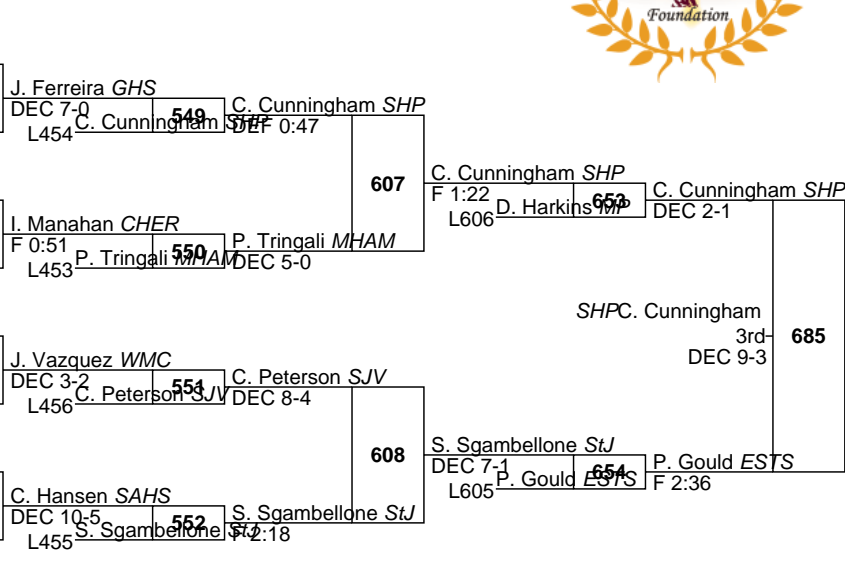 Foundation
J. Ferreira GHS
DEC 7-0
549
C. Cunningham SHP
L454
C. Cunningham SHP
DEF 0:47
607
C. Cunningham SHP
F 1:22
653
C. Cunningham SHP
L606
D. Harkins MP
DEC 2-1
I. Manahan CHER
F 0:51
550
P. Tringali MHAM
L453
P. Tringali MHAM
DEC 5-0
SHPC. Cunningham
3rd
685
DEC 9-3
J. Vazquez WMC
DEC 3-2
551
C. Peterson SJV
L456
C. Peterson SJV
DEC 8-4
608
S. Sgambellone StJ
DEC 7-1
654
P. Gould ESTS
L605
P. Gould ESTS
F 2:36
C. Hansen SAHS
DEC 10-5
552
S. Sgambellone StJ
L455
S. Sgambellone StJ
F 2:18